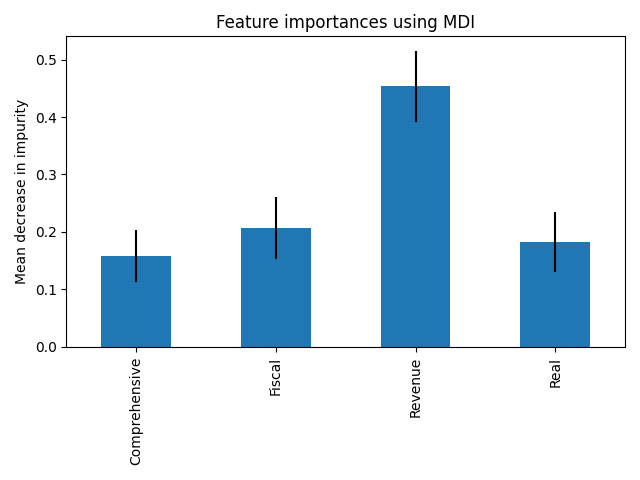 Feature importances using MDI
Mean decrease in impurity
0.5
0.4
0.3
0.2
0.1
0.0
Comprehensive
Fiscal
Revenue
Real